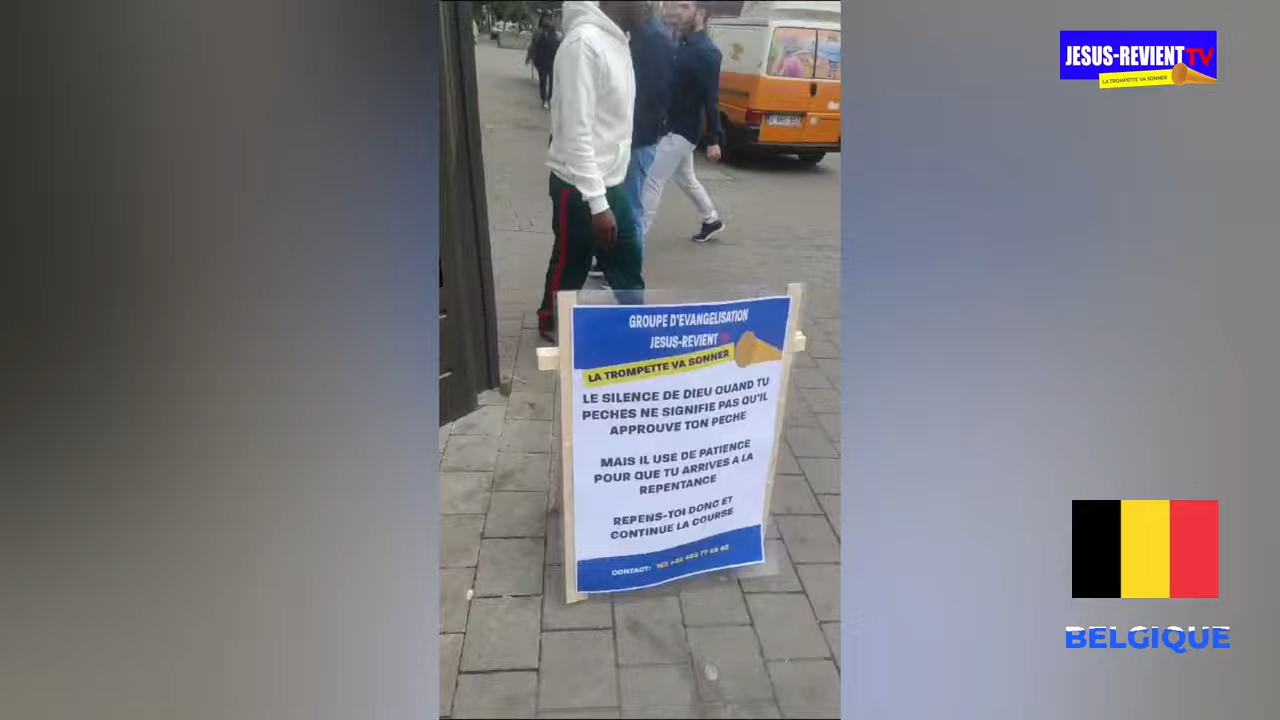 JESUS-REVIENT TV
LA TROMPETTE VA SONNER
GROUPE D'EVANGELISATION
JESUS-REVIENT
LA TROMPETTE VA SONNER
LE SILENCE DE DIEU QUAND TU
PECHES NE SIGNIFIE PAS QU'IL
APPROUVE TON PECHE
MAIS IL USE DE PATIENCE
POUR QUE TU ARRIVES A LA
REPENTANCE
REPENS-TOI DONC ET
CONTINUE LA COURSE
CONTACT:
BELGIQUE